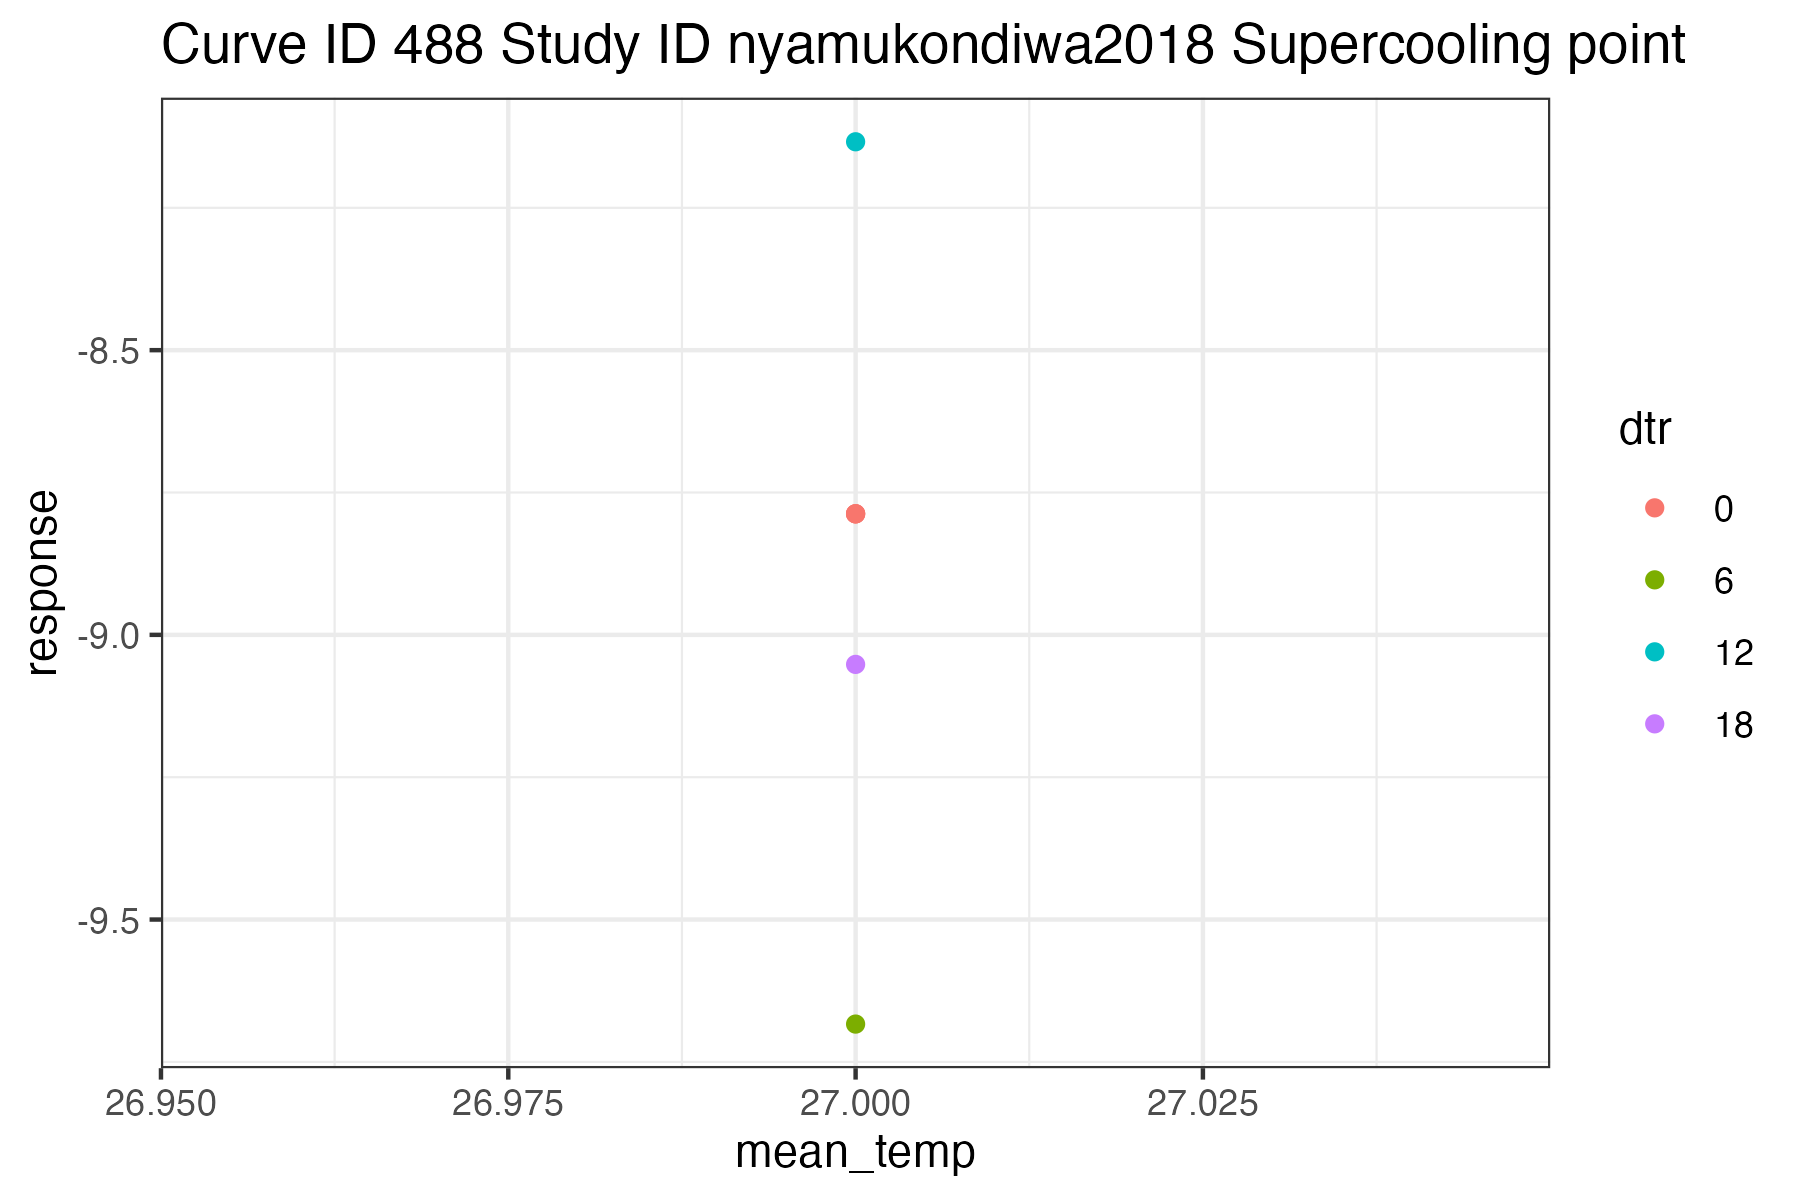 Curve ID 488 Study ID nyamukondiwa2018 Supercooling point
-8.5
-9.0
-9.5
response
26.950 26.975 27.000 27.025
mean_temp
dtr
0
6
12
18